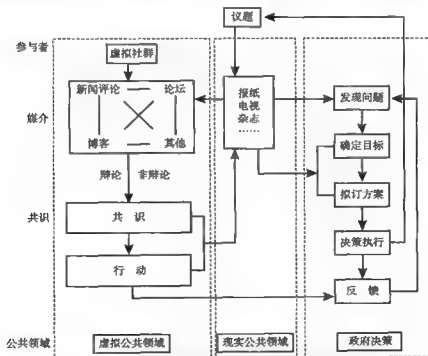 议题
参与者
虚拟社群
新闻评论
论坛
博客
其他
媒介
报纸
电视
杂志
……
发现问题
确定目标
拟订方案
决策执行
反 馈
辩论
非辩论
共识
共 识
行 动
公共领域
虚拟公共领域
现实公共领域
政府决策